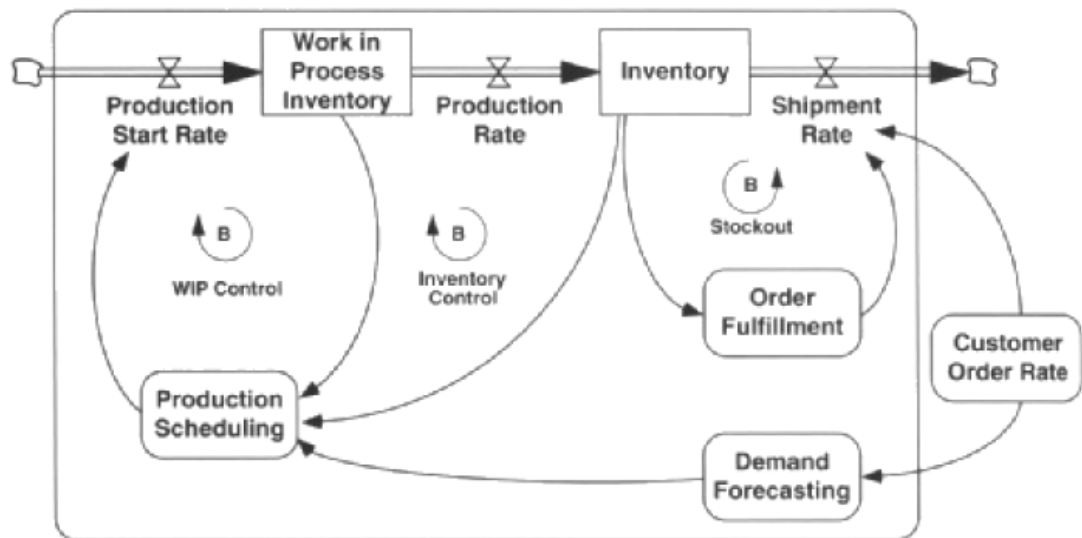 Work in
Process
Inventory
Inventory
Production
Start Rate
Production
Rate
Shipment
Rate
B
WIP Control
B
Inventory
Control
B
Stockout
Order
Fulfillment
Customer
Order Rate
Production
Scheduling
Demand
Forecasting